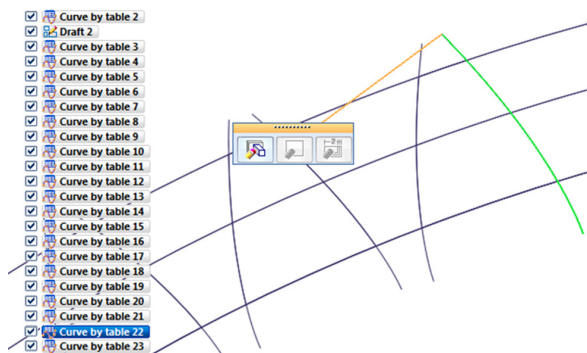 Curve by table 2
Draft 2
Curve by table 3
Curve by table 4
Curve by table 5
Curve by table 6
Curve by table 7
Curve by table 8
Curve by table 9
Curve by table 10
Curve by table 11
Curve by table 12
Curve by table 13
Curve by table 14
Curve by table 15
Curve by table 16
Curve by table 17
Curve by table 18
Curve by table 19
Curve by table 20
Curve by table 21
Curve by table 22
Curve by table 23